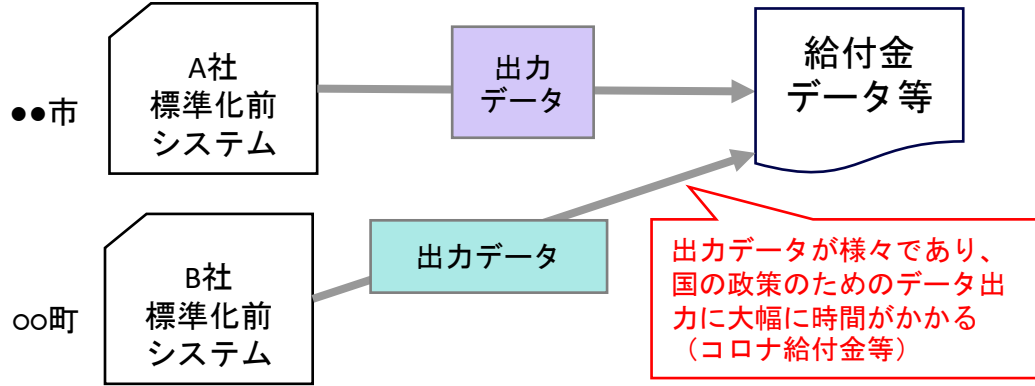 ●●市
A社
標準化前
システム
出力
データ
給付金
データ等
○○町
B社
標準化前
システム
出力データ
出力データが様々であり、
国の政策のためのデータ出
力に大幅に時間がかかる
（コロナ給付金等）